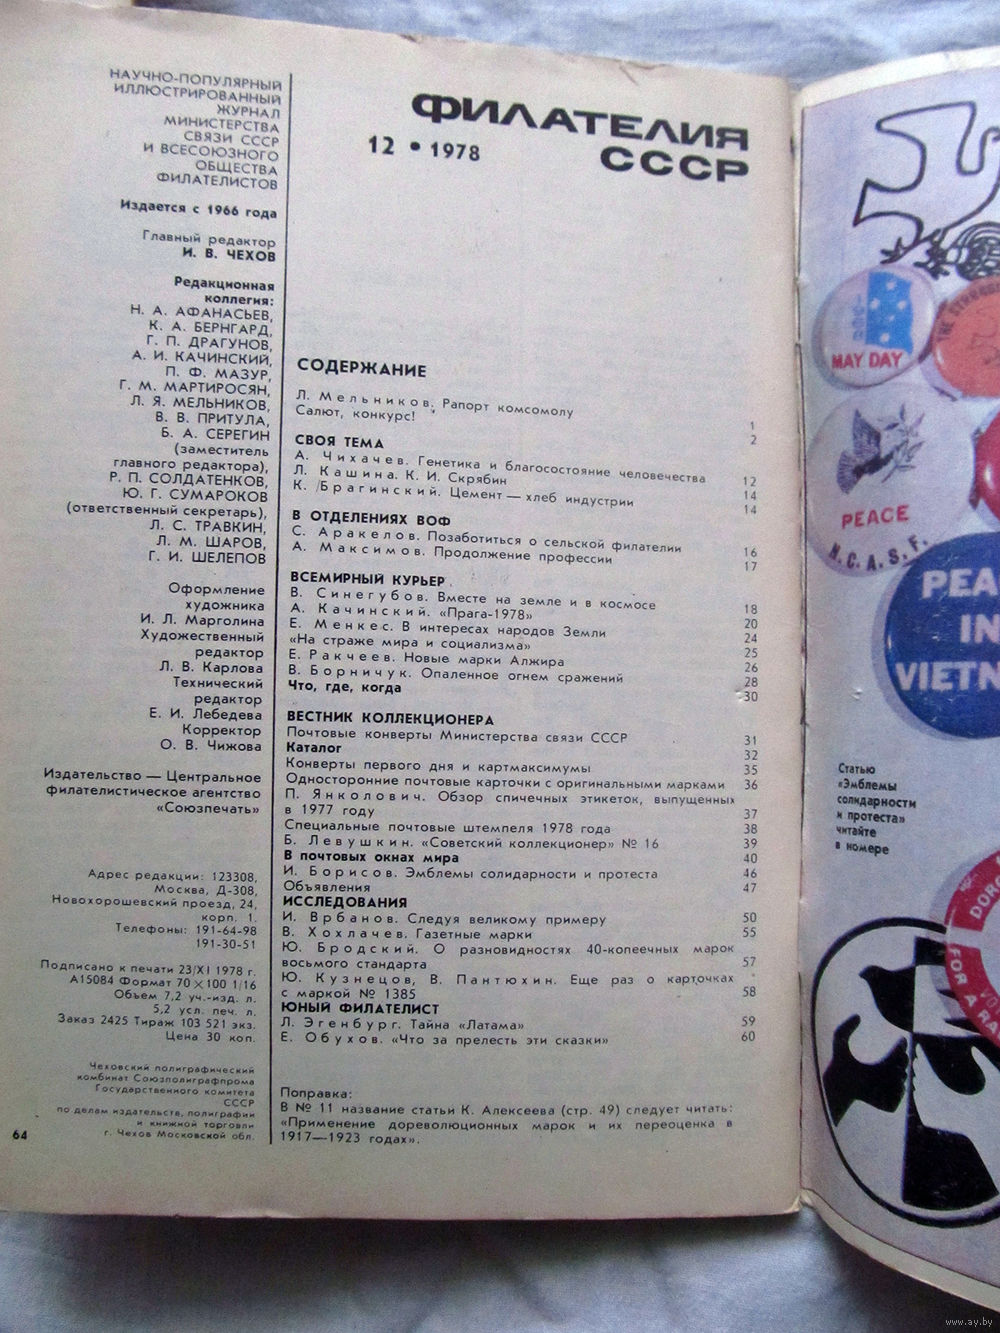 НАУЧНО-ПОПУЛЯРНЫЙ
ИЛЛЮСТРИРОВАННЫЙ
ЖУРНАЛ
МИНИСТЕРСТВА
СВЯЗИ СССР
И ВСЕСОЮЗНОГО
ОБЩЕСТВА
ФИЛАТЕЛИСТОВ
Издается с 1966 года
Главный редактор
И. В. ЧЕХОВ
Редакционная
коллегия:
Н. А. АФАНАСЬЕВ,
К. А. БЕРНГАРД,
Г. П. ДРАГУНОВ,
А. И. КАЧИНСКИЙ,
П. Ф. МАЗУР,
Г. М. МАРТИРОСЯН,
Л. Я. МЕЛЬНИКОВ,
В. В. ПРИТУЛА,
Б. А. СЕРЕГИН
(заместитель
главного редактора),
Р. П. СОЛДАТЕНКОВ,
Ю. Г. СУМАРОКОВ
(ответственный секретарь),
Л. С. ТРАВКИН,
Л. М. ШАРОВ,
Г. И. ШЕЛЕПОВ
Оформление
художника
И. Л. Марголина
Художественный
редактор
Л. В. Карлова
Технический
редактор
Е. И. Лебедева
Корректор
О. В. Чижова
Издательство — Центральное
филателистическое агентство
«Союзпечать»
Адрес редакции: 123308,
Москва, Д-308,
Новохорошевский проезд, 24,
корп. 1.
Телефоны: 191-64-98
191-30-51
Подписано к печати 23/XI 1978 г.
А15084 Формат 70×100 1/16
Объем 7,2 уч.-изд. л.
5,2 усл. печ. л.
Заказ 2425 Тираж 103 521 экз.
Цена 30 коп.
Чеховский полиграфический
комбинат Союзполиграфпрома
Государственного комитета
СССР
по делам издательств, полиграфии
и книжной торговли
г. Чехов Московской обл.
64
ФИЛАТЕЛИЯ
СССР
12 • 1978
СОДЕРЖАНИЕ
Л. Мельников. Рапорт комсомолу 1
Салют, конкурс! 2
СВОЯ ТЕМА
А. Чихачев. Генетика и благосостояние человечества 12
Л. Кашина. К. И. Скрябин 14
К. Брагинский. Цемент — хлеб индустрии 14
В ОТДЕЛЕНИЯХ ВОФ
С. Аракелов. Позаботиться о сельской филателии 16
А. Максимов. Продолжение профессии 17
ВСЕМИРНЫЙ КУРЬЕР
В. Синегубов. Вместе на земле и в космосе 18
А. Качинский. «Прага-1978» 20
Е. Менкес. В интересах народов Земли 24
«На страже мира и социализма» 25
Е. Ракчеев. Новые марки Алжира 26
В. Борничук. Опаленное огнем сражений 28
Что, где, когда 30
ВЕСТНИК КОЛЛЕКЦИОНЕРА
Почтовые конверты Министерства связи СССР 31
Каталог 32
Конверты первого дня и картмаксимумы 35
Односторонние почтовые карточки с оригинальными марками 36
П. Янколович. Обзор спичечных этикеток, выпущенных
в 1977 году 37
Специальные почтовые штемпеля 1978 года 38
Б. Левушкин. «Советский коллекционер» № 16 39
В почтовых окнах мира 40
И. Борисов. Эмблемы солидарности и протеста 46
Объявления 47
ИССЛЕДОВАНИЯ
И. Врбанов. Следуя великому примеру 50
В. Хохлачев. Газетные марки 55
Ю. Бродский. О разновидностях 40-копеечных марок
восьмого стандарта 57
Ю. Кузнецов, В. Пантюхин. Еще раз о карточках
с маркой № 1385 58
ЮНЫЙ ФИЛАТЕЛИСТ
Л. Эгенбург. Тайна «Латама» 59
Е. Обухов. «Что за прелесть эти сказки» 60
Поправка:
В № 11 название статьи К. Алексеева (стр. 49) следует читать:
«Применение дореволюционных марок и их переоценка в
1917—1923 годах».
MAY DAY
THE
PEACE
N.C.A.S.F.
PEA
IN
VIETN
Статью
«Эмблемы
солидарности
и протеста»
читайте
в номере
FOR A
www.ay.by